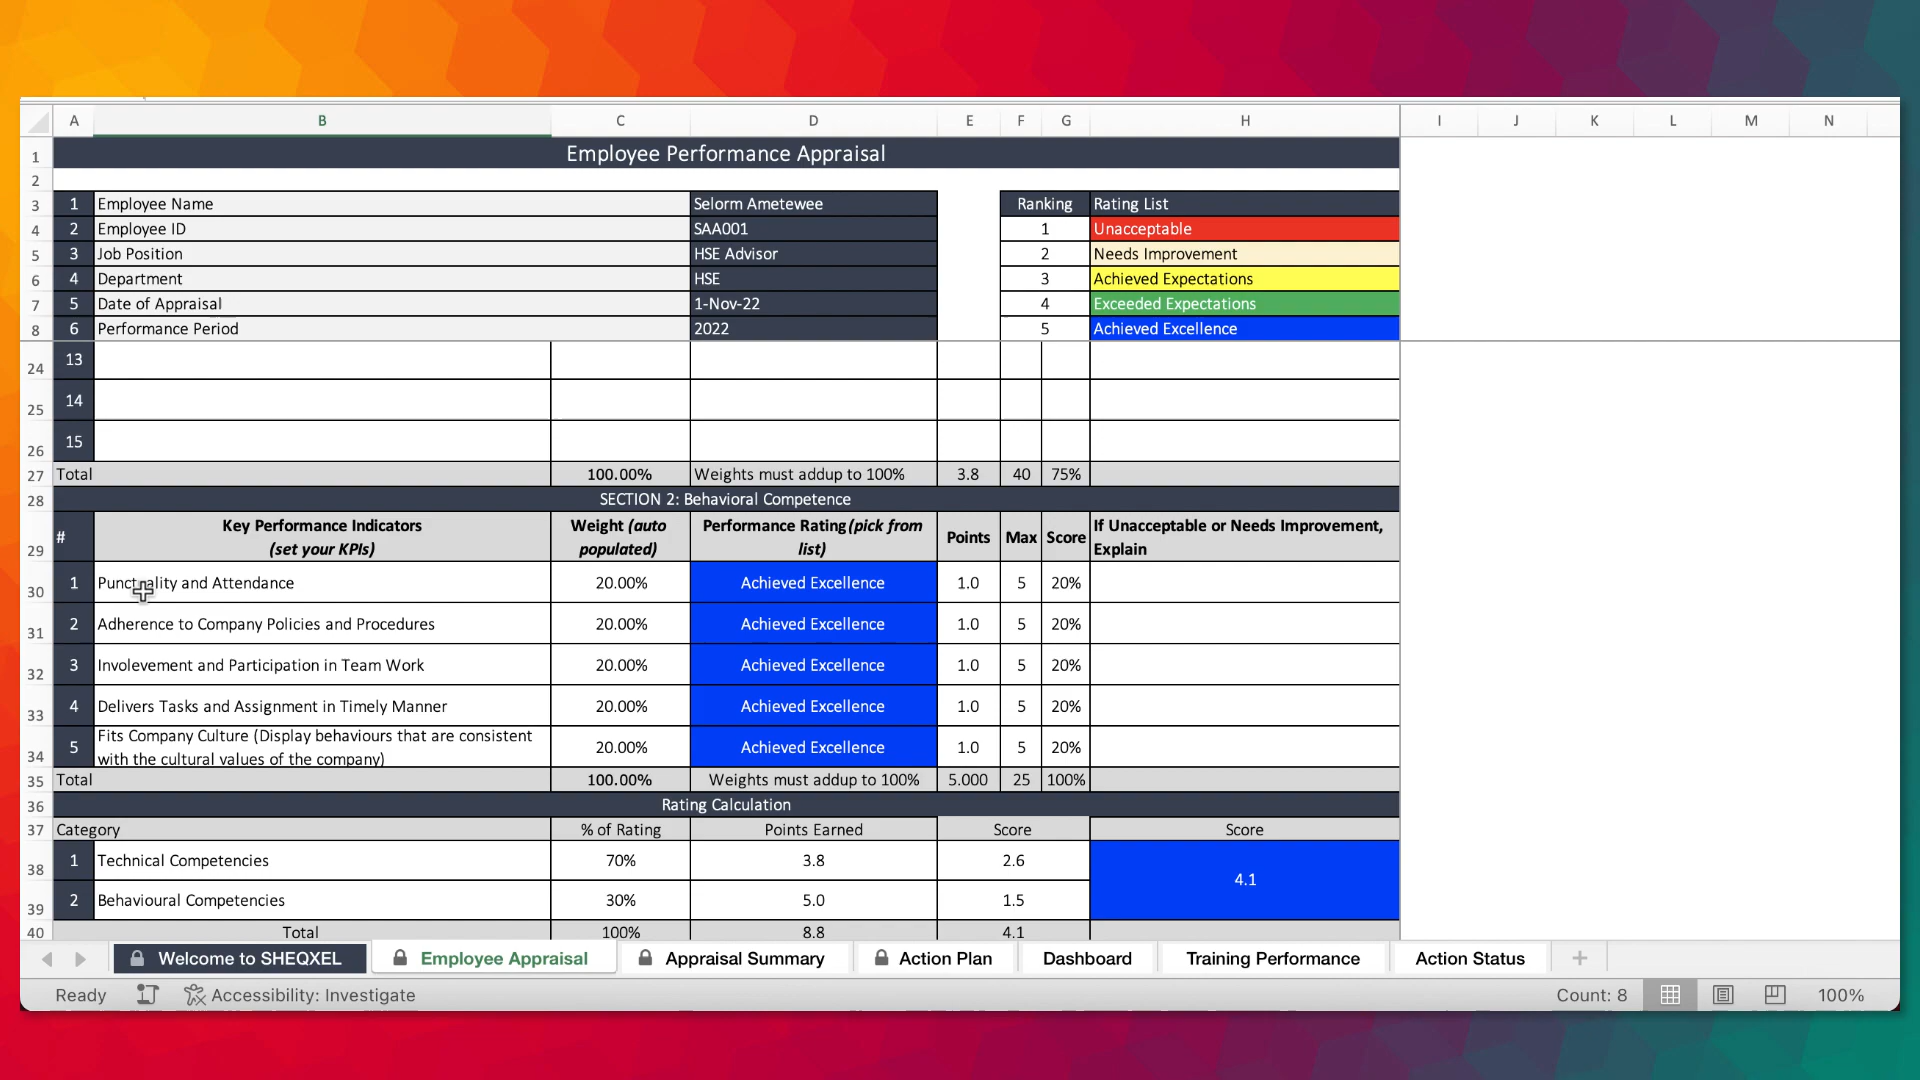 A B C D E F G H I J K L M N
1 Employee Performance Appraisal
2
3 1 Employee Name Selorm Ametewee Ranking Rating List
4 2 Employee ID SAA001 1 Unacceptable
5 3 Job Position HSE Advisor 2 Needs Improvement
6 4 Department HSE 3 Achieved Expectations
7 5 Date of Appraisal 1-Nov-22 4 Exceeded Expectations
8 6 Performance Period 2022 5 Achieved Excellence
24 13
25 14
26 15
27 Total 100.00% Weights must addup to 100% 3.8 40 75%
28 SECTION 2: Behavioral Competence
29 # Key Performance Indicators Weight (auto Performance Rating(pick from Points Max Score If Unacceptable or Needs Improvement,
(set your KPIs) populated) list) Explain
30 1 Punctuality and Attendance 20.00% Achieved Excellence 1.0 5 20%
31 2 Adherence to Company Policies and Procedures 20.00% Achieved Excellence 1.0 5 20%
32 3 Involevement and Participation in Team Work 20.00% Achieved Excellence 1.0 5 20%
33 4 Delivers Tasks and Assignment in Timely Manner 20.00% Achieved Excellence 1.0 5 20%
34 5 Fits Company Culture (Display behaviours that are consistent 20.00% Achieved Excellence 1.0 5 20%
with the cultural values of the company)
35 Total 100.00% Weights must addup to 100% 5.000 25 100%
36 Rating Calculation
37 Category % of Rating Points Earned Score Score
38 1 Technical Competencies 70% 3.8 2.6 4.1
39 2 Behavioural Competencies 30% 5.0 1.5
40 Total 100% 8.8 4.1
Welcome to SHEQXEL Employee Appraisal Appraisal Summary Action Plan Dashboard Training Performance Action Status +
Ready Accessibility: Investigate Count: 8 100%